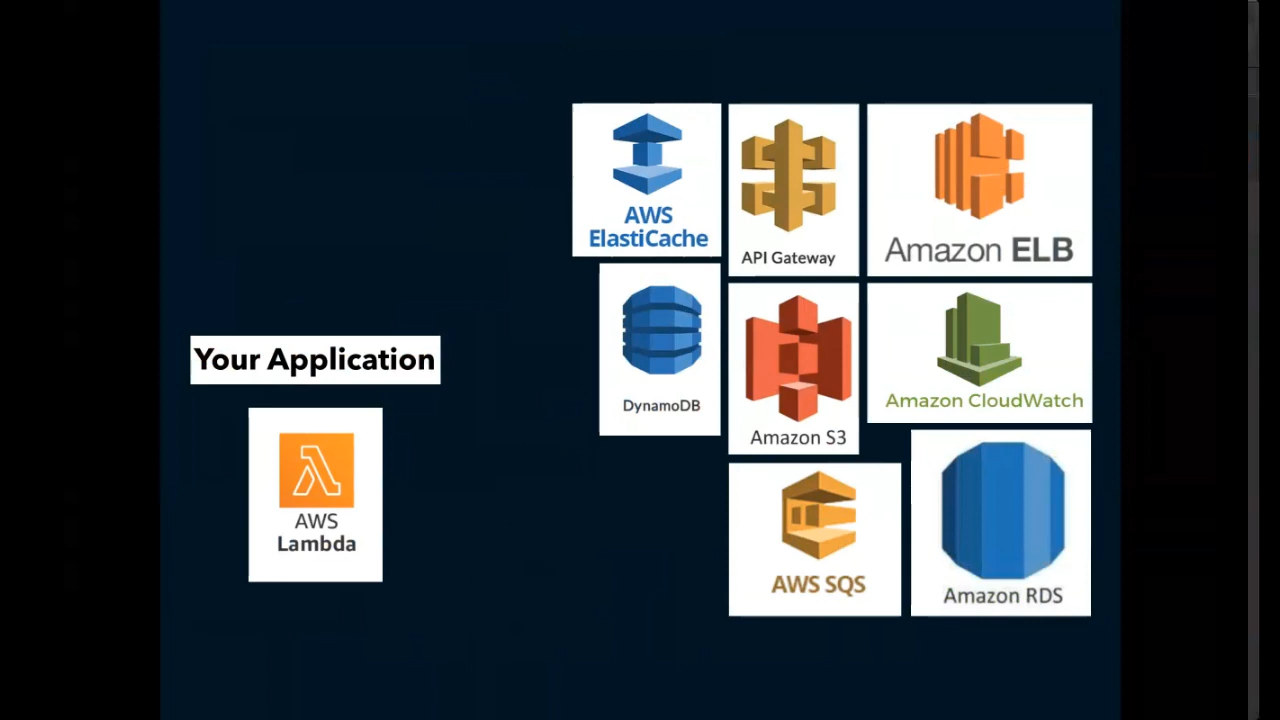 AWS
ElastiCache
API Gateway
Amazon ELB
DynamoDB
Amazon S3
Amazon CloudWatch
Your Application
AWS
Lambda
AWS SQS
Amazon RDS